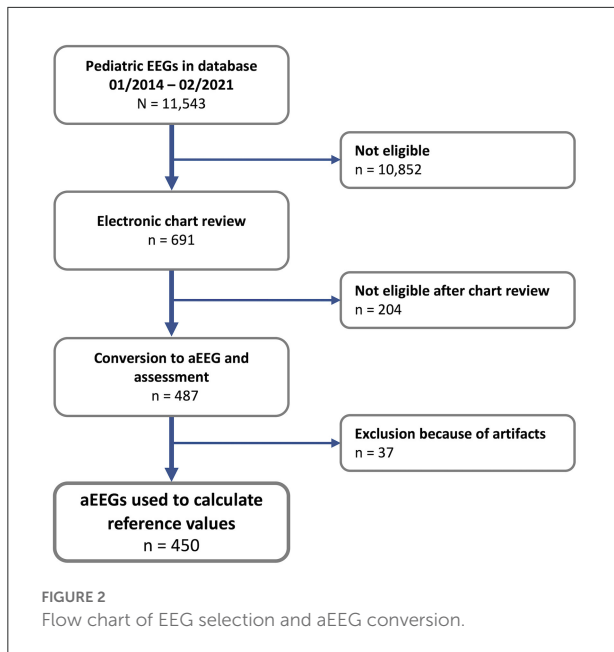 Pediatric EEGs in database
01/2014 – 02/2021
N = 11,543
Not eligible
n = 10,852
Electronic chart review
n = 691
Not eligible after chart review
n = 204
Conversion to aEEG and
assessment
n = 487
Exclusion because of artifacts
n = 37
aEEGs used to calculate
reference values
n = 450
FIGURE 2
Flow chart of EEG selection and aEEG conversion.